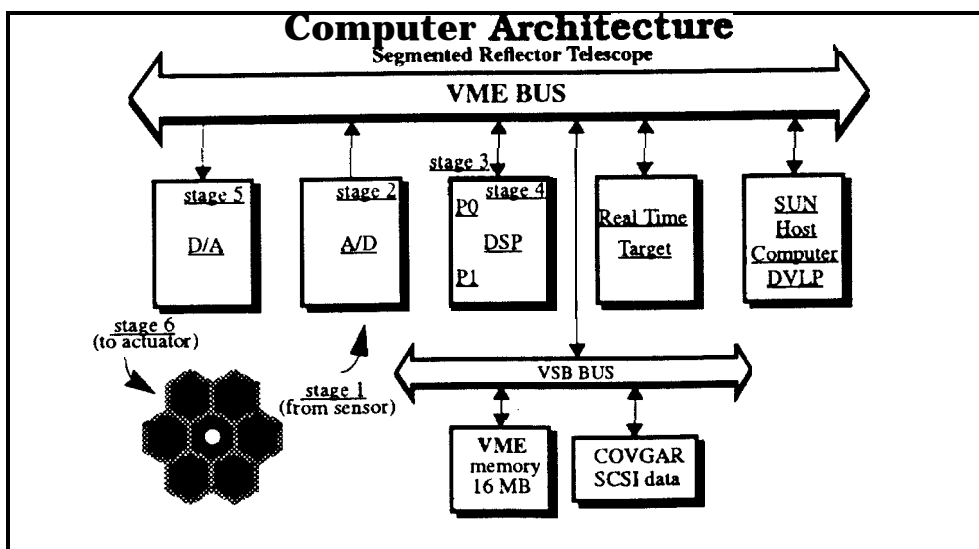 Computer Architecture
Segmented Reflector Telescope
VME BUS
stage 5
D/A
stage 2
A/D
stage 3
stage 4
P0
DSP
P1
Real Time
Target
SUN
Host
Computer
DVLP
stage 6
(to actuator)
stage 1
(from sensor)
VSB BUS
VME
memory
16 MB
COVGAR
SCSI data